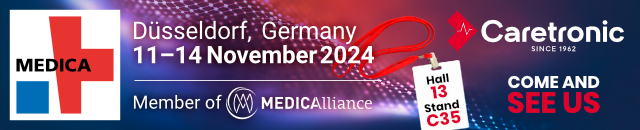 MEDICA
Düsseldorf, Germany
11–14 November 2024
Member of MEDICAlliance
Hall
13
Stand
C35
Caretronic
SINCE 1962
COME AND
SEE US